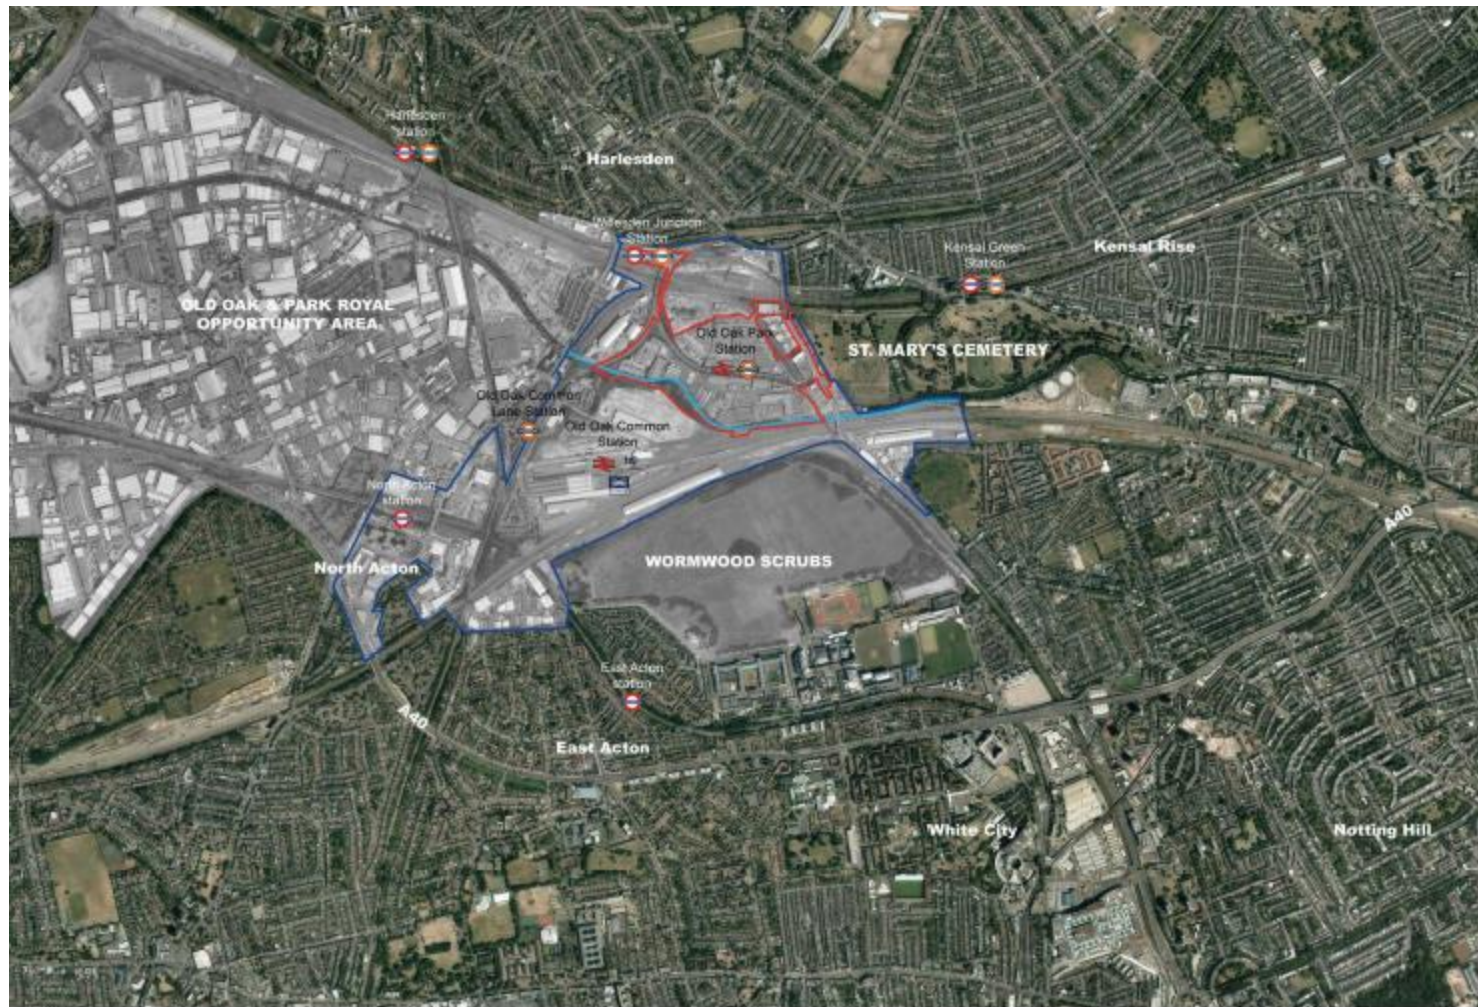 Harlesden
station
Harlesden
Willesden Junction
Station
Kensal Green
Station
Kensal Rise
OLD OAK & PARK ROYAL
OPPORTUNITY AREA
Old Oak Park
Station
ST. MARY'S CEMETERY
Old Oak Common
Lane Station
Old Oak Common
Station
North Acton
station
A40
WORMWOOD SCRUBS
North Acton
East Acton
station
A40
East Acton
White City
Notting Hill